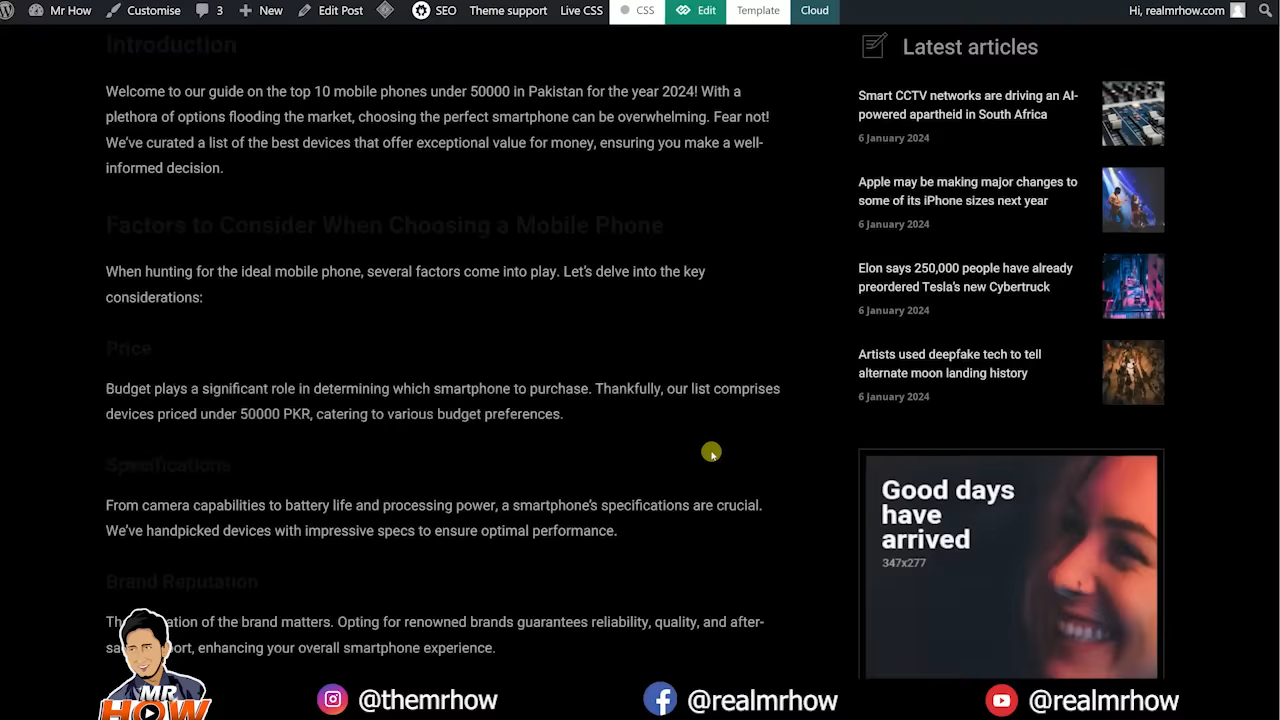 Mr How
Customise
3
New
Edit Post
SEO
Theme support
Live CSS
CSS
Edit
Template
Cloud
Hi, realmrhow.com
Introduction
Welcome to our guide on the top 10 mobile phones under 50000 in Pakistan for the year 2024! With a
plethora of options flooding the market, choosing the perfect smartphone can be overwhelming. Fear not!
We've curated a list of the best devices that offer exceptional value for money, ensuring you make a well-
informed decision.
Factors to Consider When Choosing a Mobile Phone
When hunting for the ideal mobile phone, several factors come into play. Let's delve into the key
considerations:
Price
Budget plays a significant role in determining which smartphone to purchase. Thankfully, our list comprises
devices priced under 50000 PKR, catering to various budget preferences.
Specifications
From camera capabilities to battery life and processing power, a smartphone's specifications are crucial.
We've handpicked devices with impressive specs to ensure optimal performance.
Brand Reputation
of the brand matters. Opting for renowned brands guarantees reliability, quality, and after-
enhancing your overall smartphone experience.
Latest articles
Smart CCTV networks are driving an AI-
powered apartheid in South Africa
6 January 2024
Apple may be making major changes to
some of its iPhone sizes next year
6 January 2024
Elon says 250,000 people have already
preordered Tesla's new Cybertruck
6 January 2024
Artists used deepfake tech to tell
alternate moon landing history
6 January 2024
Good days
have
arrived
347x277
MR
HOW
@themrhow
@realmrhow
@realmrhow